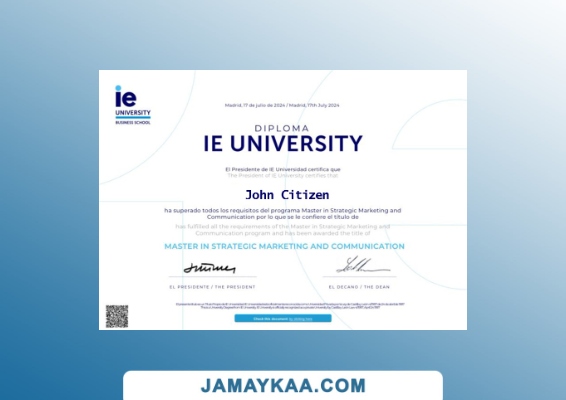 ie
UNIVERSITY
BUSINESS SCHOOL
Madrid, 17 de julio de 2024 / Madrid, 17th July 2024
DIPLOMA
IE UNIVERSITY
El Presidente de IE Universidad certifica que
The President of IE University certifies that
John Citizen
ha superado todos los requisitos del programa Master in Strategic Marketing and
Communication por lo que se le confiere el título de
has fulfilled all the requirements of the Master in Strategic Marketing and
Communication program and has been awarded the title of
MASTER IN STRATEGIC MARKETING AND COMMUNICATION
EL PRESIDENTE / THE PRESIDENT
EL DECANO / THE DEAN
Check this document
JAMAYKAA.COM